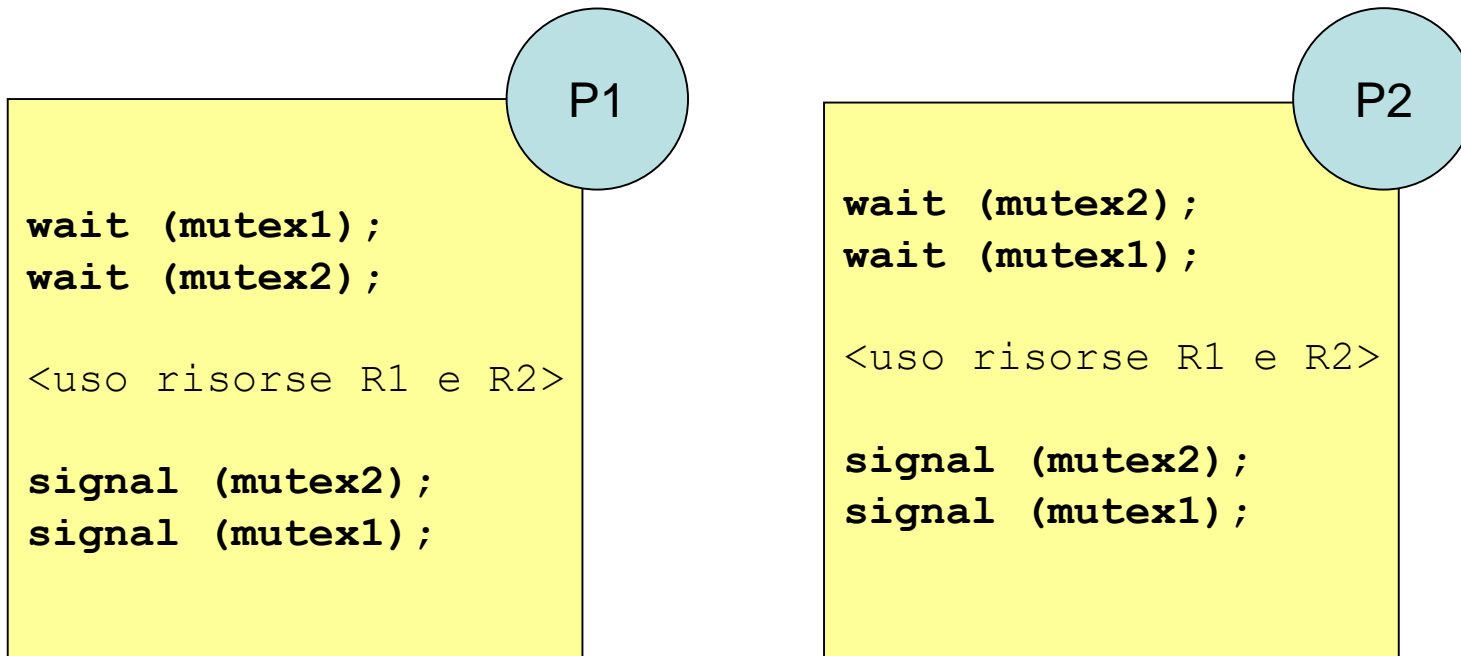 P1
wait (mutex1);
wait (mutex2);
<uso risorse R1 e R2>
signal (mutex2);
signal (mutex1);
P2
wait (mutex2);
wait (mutex1);
<uso risorse R1 e R2>
signal (mutex2);
signal (mutex1);